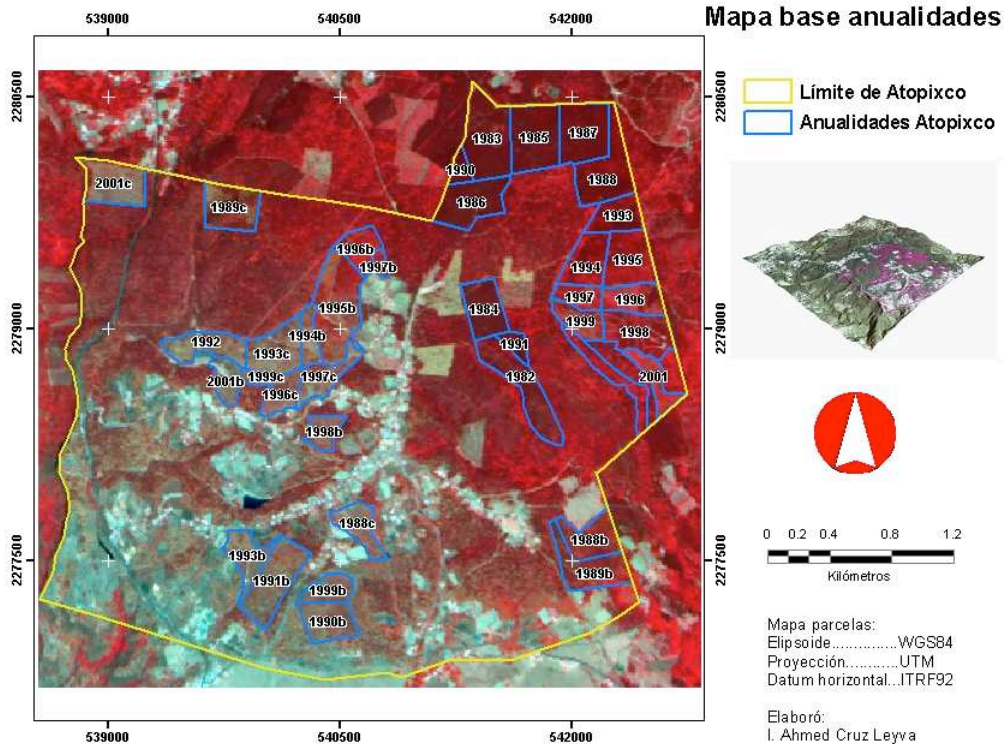 Mapa base anualidades
539000 540500 542000
2280500
2279000
2277500
Límite de Atopixco
Anualidades Atopixco
1983
1985
1987
1990
1988
1986
1993
2001c
1989c
1996b
1997b
1994
1995
1995b
1984
1997
1996
1994b
1999
1998
1992
1993c
1991
1999c
1997c
1982
2001
2001b
1996c
1998b
1988c
1988b
1993b
1991b
1989b
1999b
1990b
2280500
2279000
2277500
0 0.2 0.4 0.8 1.2
Kilómetros
Mapa parcelas:
Elipsoide..............WGS84
Proyección...........UTM
Datum horizontal...ITRF92
Elaboró:
I. Ahmed Cruz Leyva
539000 540500 542000